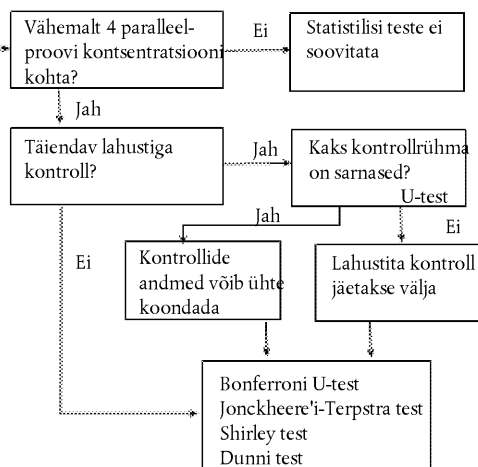 Vähemalt 4 paralleel-
proovi kontsentratsiooni
kohta?
Ei
Statistilisi teste ei
soovitata
Jah
Täiendav lahustiga
kontroll?
Jah
Kaks kontrollrühma
on sarnased?
U-test
Jah
Ei
Ei
Kontrollide
andmed võib ühte
koondada
Lahustita kontroll
jäetakse välja
Bonferroni U-test
Jonckheere'i-Terpstra test
Shirley test
Dunni test